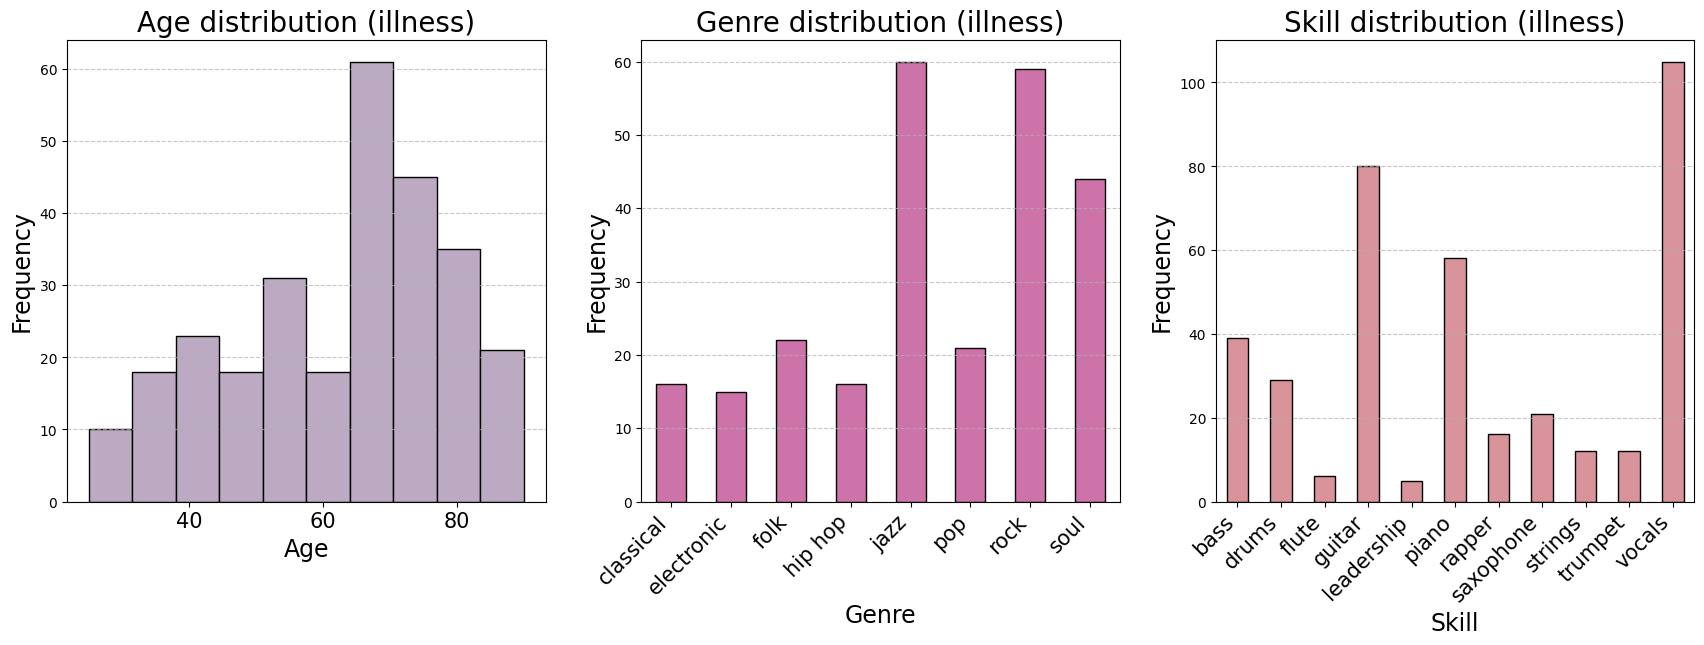 Age distribution (illness)
60
50
40
30
20
10
0
Frequency
40 60 80
Age
Genre distribution (illness)
60
50
40
30
20
10
0
Frequency
classical
electronic
folk
hip hop
jazz
pop
rock
soul
Genre
Skill distribution (illness)
100
80
60
40
20
0
Frequency
bass
drums
flute
guitar
leadership
piano
rapper
saxophone
strings
trumpet
vocals
Skill